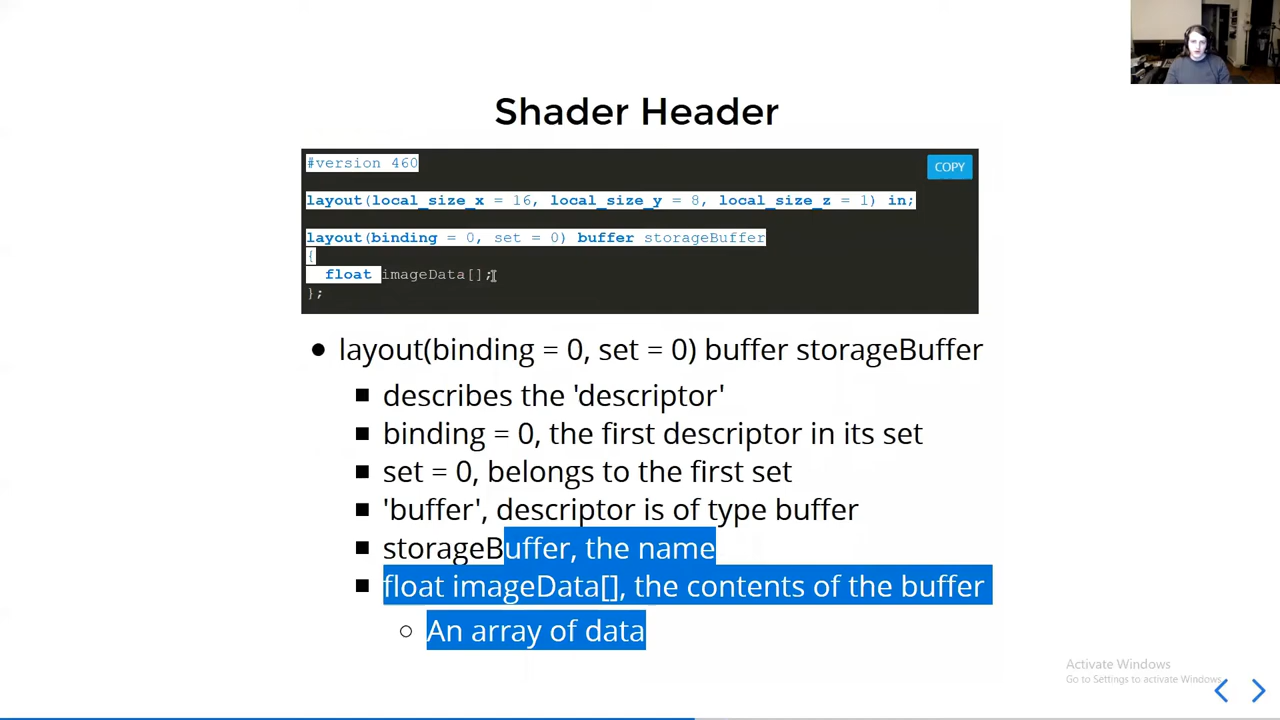 Shader Header
#version 460
COPY
layout(local_size_x = 16, local_size_y = 8, local_size_z = 1) in;
layout(binding = 0, set = 0) buffer storageBuffer
{
float imageData[];
};
layout(binding = 0, set = 0) buffer storageBuffer
describes the 'descriptor'
binding = 0, the first descriptor in its set
set = 0, belongs to the first set
'buffer', descriptor is of type buffer
storageBuffer, the name
float imageData[], the contents of the buffer
An array of data
Activate Windows
Go to Settings to activate Windows.